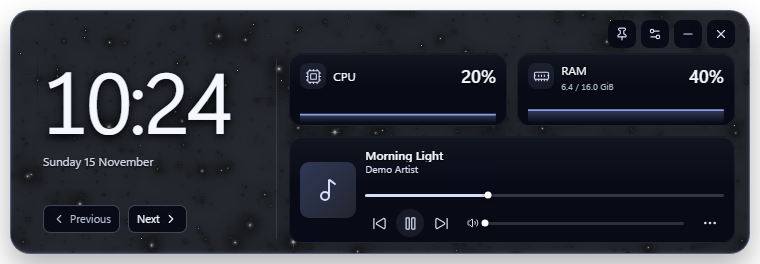 10:24
Sunday 15 November
Previous
Next
CPU
20%
RAM
6.4 / 16.0 GiB
40%
Morning Light
Demo Artist